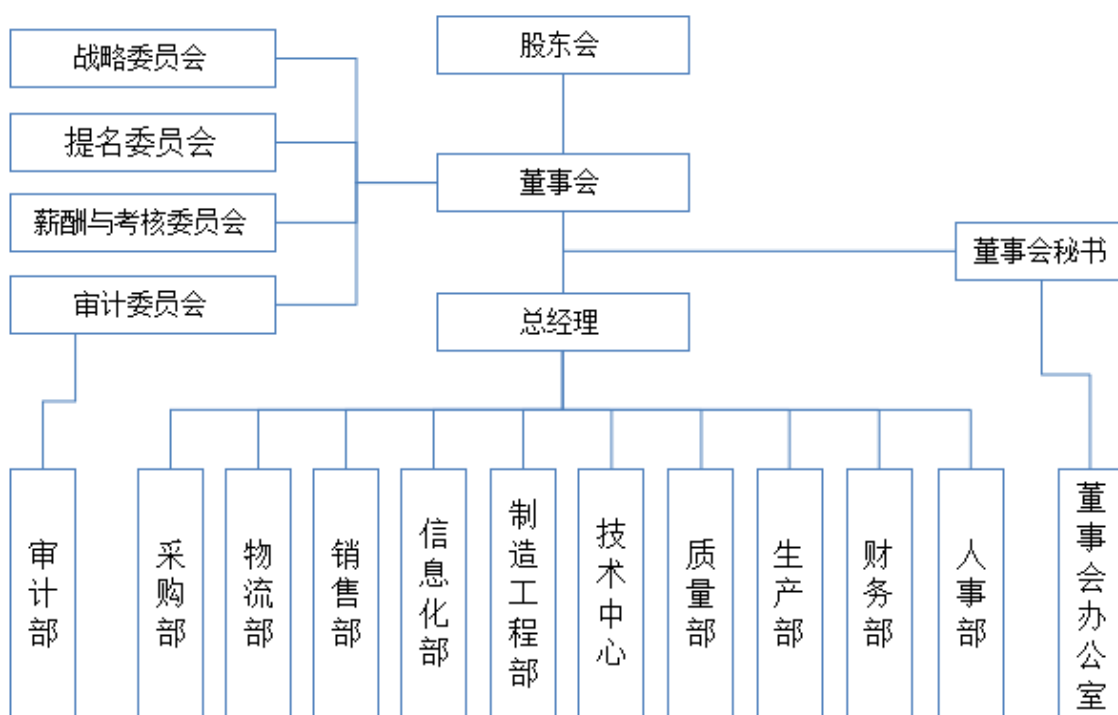 战略委员会
股东会
提名委员会
董事会
薪酬与考核委员会
董事会秘书
审计委员会
总经理
审计部
采购部
物流部
销售部
信息化部
制造工程部
技术中心
质量部
生产部
财务部
人事部
董事会办公室